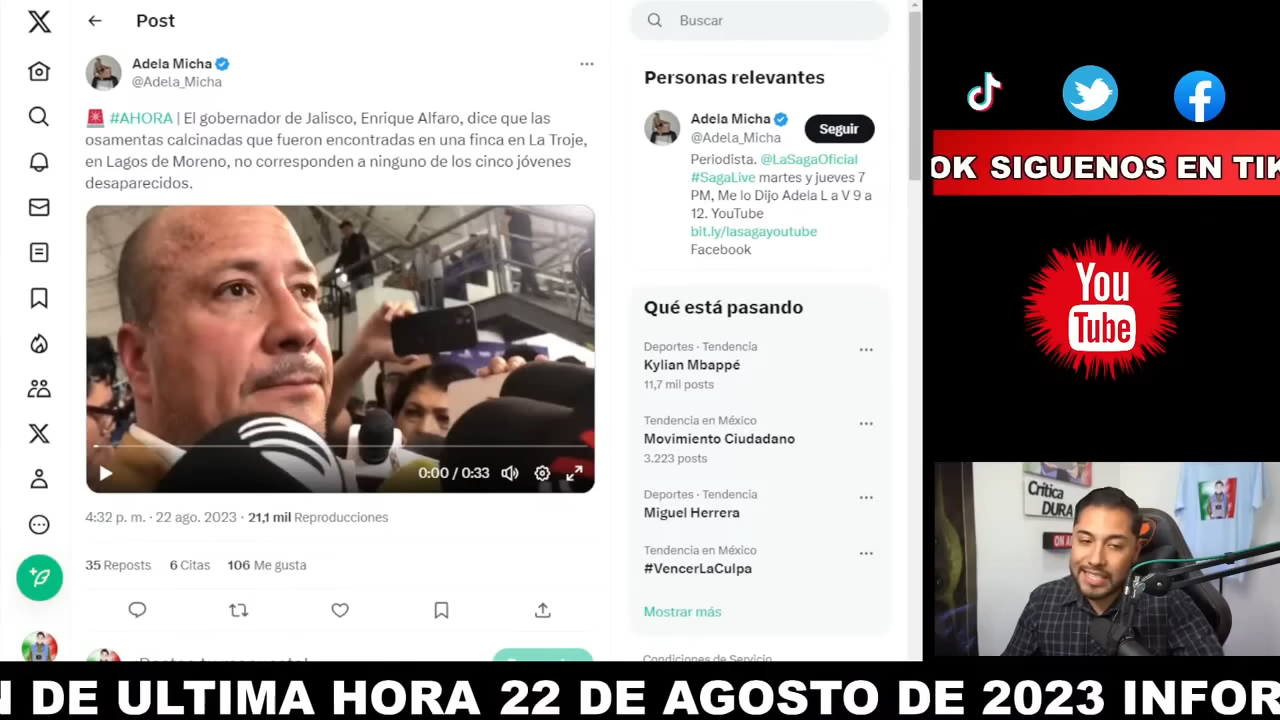 Post
Adela Micha
@Adela_Micha
#AHORA | El gobernador de Jalisco, Enrique Alfaro, dice que las
osamentas calcinadas que fueron encontradas en una finca en La Troje,
en Lagos de Moreno, no corresponden a ninguno de los cinco jóvenes
desaparecidos.
0:00 / 0:33
4:32 p. m. · 22 ago. 2023 · 21,1 mil Reproducciones
35 Reposts 6 Citas 106 Me gusta
Buscar
Personas relevantes
Adela Micha
@Adela_Micha
Seguir
Periodista. @LaSagaOficial
#SagaLive martes y jueves 7
PM, Me lo Dijo Adela L a V 9 a
12. YouTube
bit.ly/lasagayoutube
Facebook
Qué está pasando
Deportes · Tendencia
Kylian Mbappé
11,7 mil posts
Tendencia en México
Movimiento Ciudadano
3.223 posts
Deportes · Tendencia
Miguel Herrera
Tendencia en México
#VencerLaCulpa
Mostrar más
Condiciones de Servicio
OK SIGUENOS EN TIK
You
Tube
Crítica
DURA
N DE ULTIMA HORA 22 DE AGOSTO DE 2023 INFOR